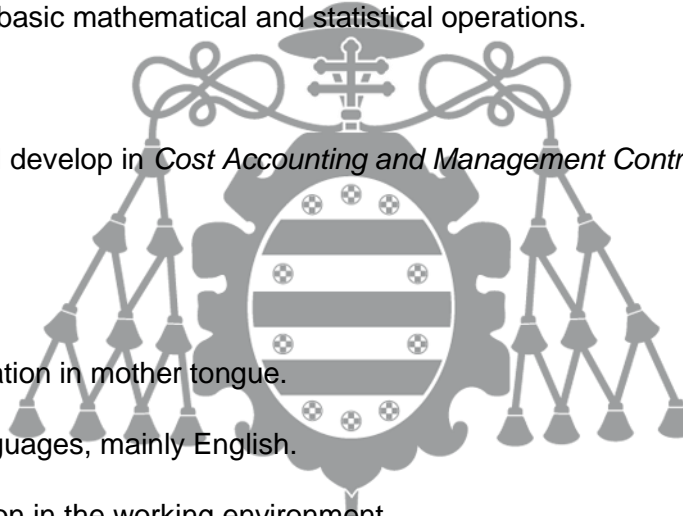 basic mathematical and statistical operations.
develop in Cost Accounting and Management Contr
ation in mother tongue.
guages, mainly English.
on in the working environment